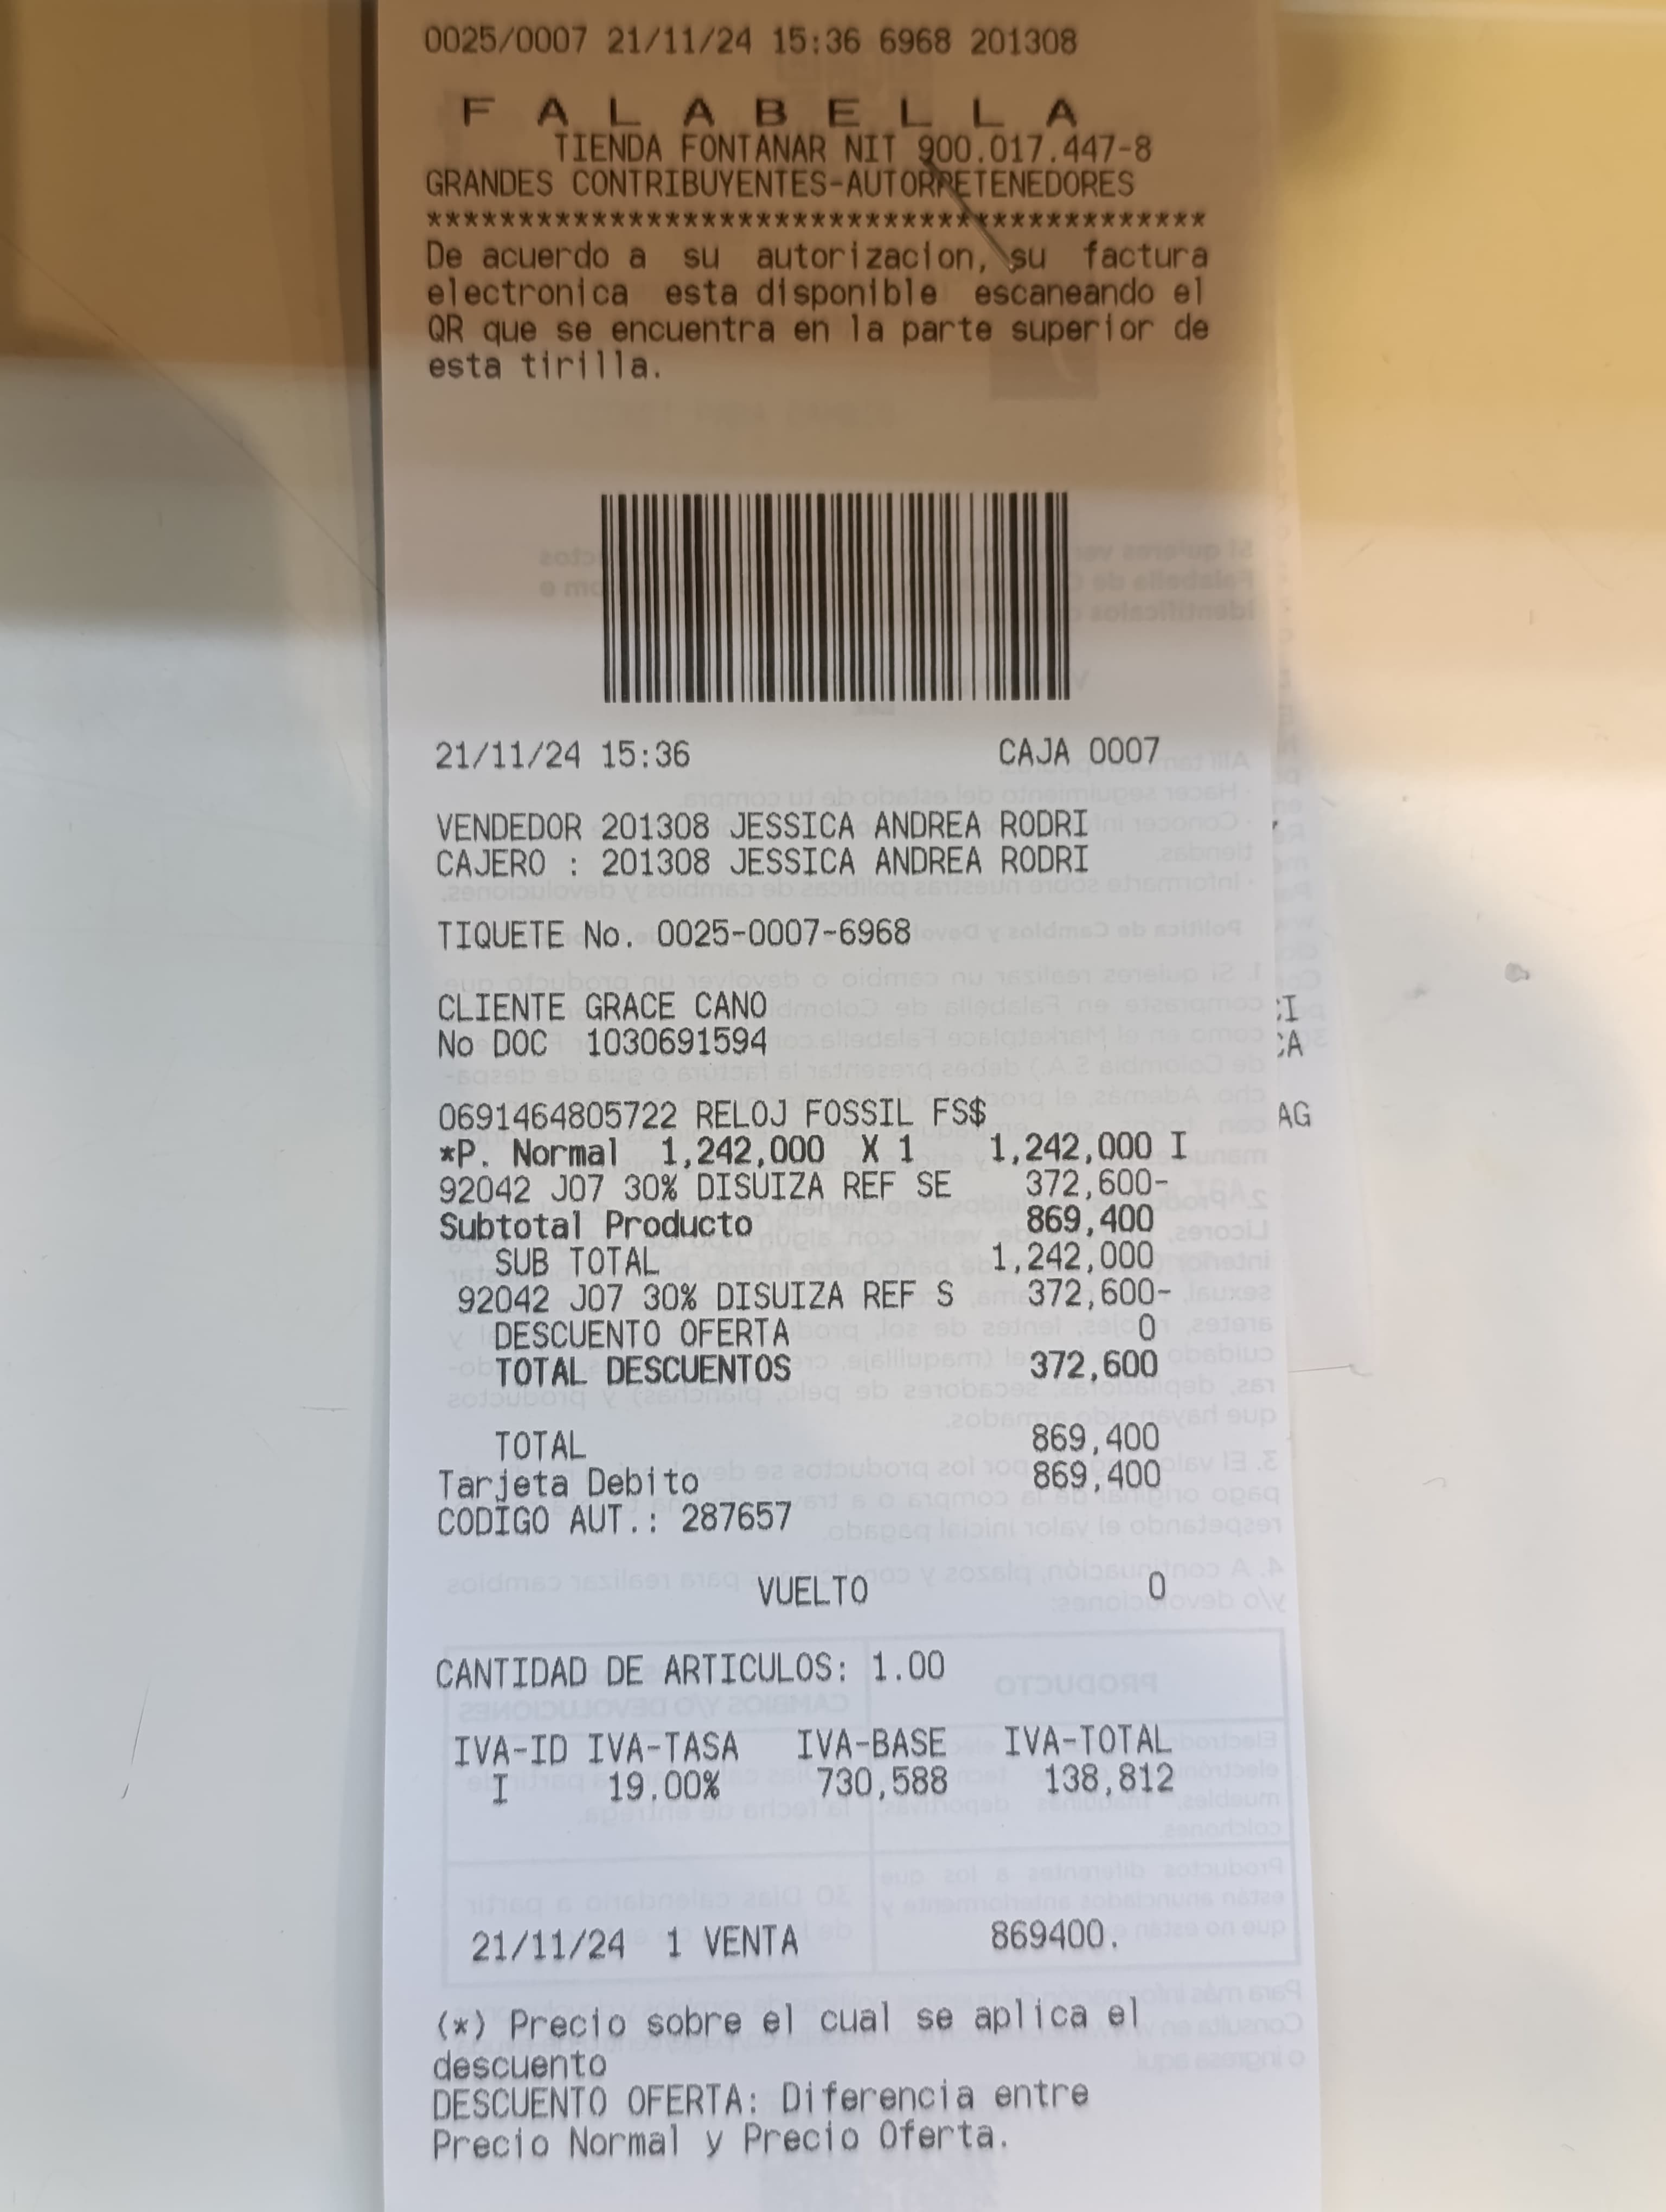 0025/0007 21/11/24 15:36 6968 201308
FALABELLA
TIENDA FONTANAR NIT 900.017.447-8
GRANDES CONTRIBUYENTES-AUTORRETENEDORES
*******************************************
De acuerdo a su autorizacion, su factura
electronica esta disponible escaneando el
QR que se encuentra en la parte superior de
esta tirilla.
21/11/24 15:36 CAJA 0007
VENDEDOR 201308 JESSICA ANDREA RODRI
CAJERO : 201308 JESSICA ANDREA RODRI
TIQUETE No. 0025-0007-6968
CLIENTE GRACE CANO
No DOC 1030691594
0691464805722 RELOJ FOSSIL FS$
*P. Normal 1,242,000 X 1 1,242,000 I
92042 J07 30% DISUIZA REF SE 372,600-
Subtotal Producto 869,400
SUB TOTAL 1,242,000
92042 J07 30% DISUIZA REF S 372,600-
DESCUENTO OFERTA 0
TOTAL DESCUENTOS 372,600
TOTAL 869,400
Tarjeta Debito 869,400
CODIGO AUT.: 287657
VUELTO 0
CANTIDAD DE ARTICULOS: 1.00
IVA-ID IVA-TASA IVA-BASE IVA-TOTAL
I 19.00% 730,588 138,812
21/11/24 1 VENTA 869400.
(*) Precio sobre el cual se aplica el
descuento
DESCUENTO OFERTA: Diferencia entre
Precio Normal y Precio Oferta.